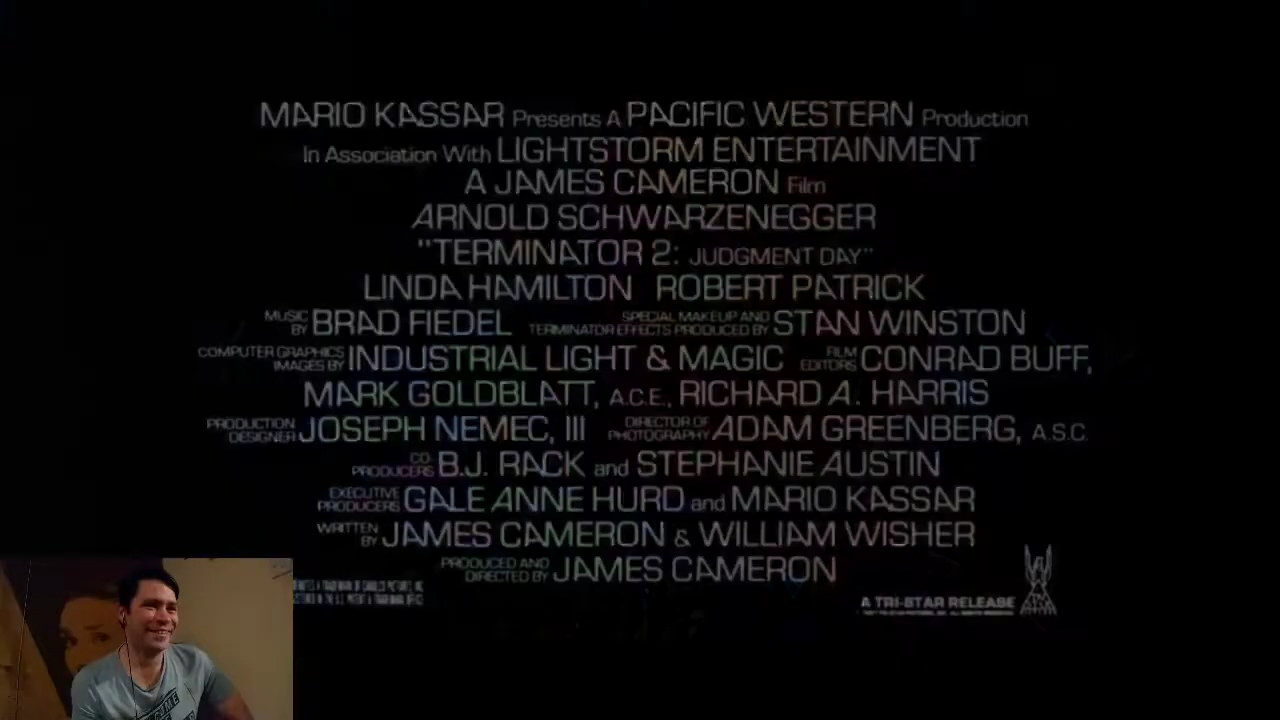 MARIO KASSAR Presents A PACIFIC WESTERN Production
In Association With LIGHTSTORM ENTERTAINMENT
A JAMES CAMERON Film
ARNOLD SCHWARZENEGGER
"TERMINATOR 2: JUDGMENT DAY"
LINDA HAMILTON ROBERT PATRICK
MUSIC BY BRAD FIEDEL SPECIAL MAKEUP AND TERMINATOR EFFECTS PRODUCED BY STAN WINSTON
COMPUTER GRAPHICS IMAGES BY INDUSTRIAL LIGHT & MAGIC FILM EDITORS CONRAD BUFF,
MARK GOLDBLATT, A.C.E., RICHARD A. HARRIS
PRODUCTION DESIGNER JOSEPH NEMEC, III DIRECTOR OF PHOTOGRAPHY ADAM GREENBERG, A.S.C.
CO-PRODUCERS B.J. RACK and STEPHANIE AUSTIN
EXECUTIVE PRODUCERS GALE ANNE HURD and MARIO KASSAR
WRITTEN BY JAMES CAMERON & WILLIAM WISHER
PRODUCED AND DIRECTED BY JAMES CAMERON
A TRI-STAR RELEASE